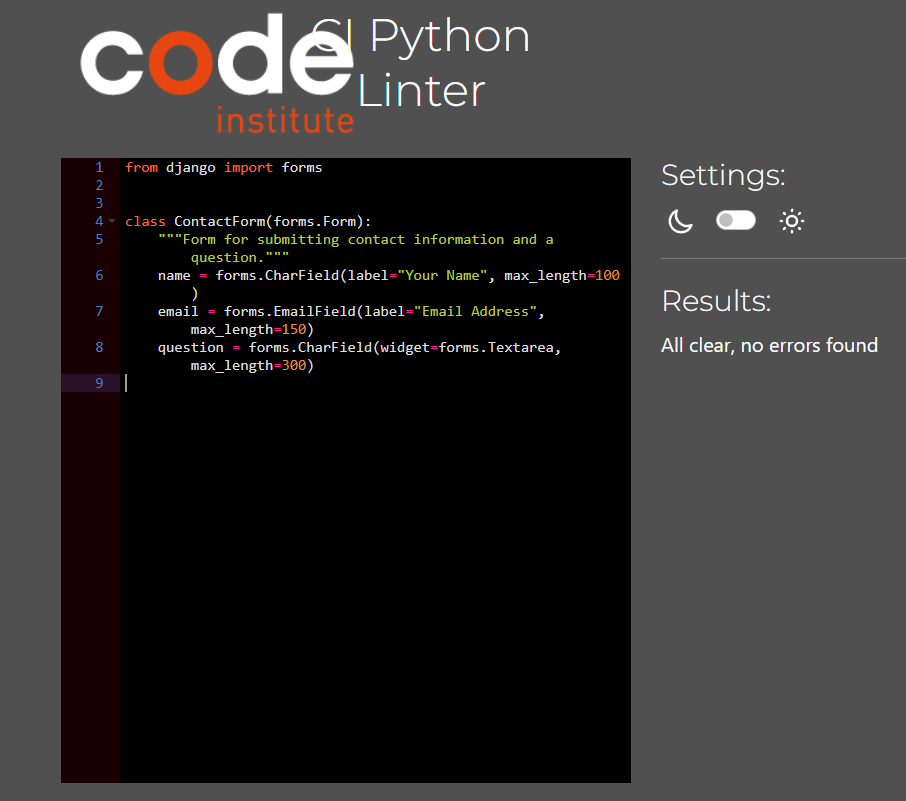 code
institute
CI Python
Linter
1 from django import forms
2
3
4 class ContactForm(forms.Form):
5 """Form for submitting contact information and a
question."""
6 name = forms.CharField(label="Your Name", max_length=100
)
7 email = forms.EmailField(label="Email Address",
max_length=150)
8 question = forms.CharField(widget=forms.Textarea,
max_length=300)
9
Settings:
Results:
All clear, no errors found